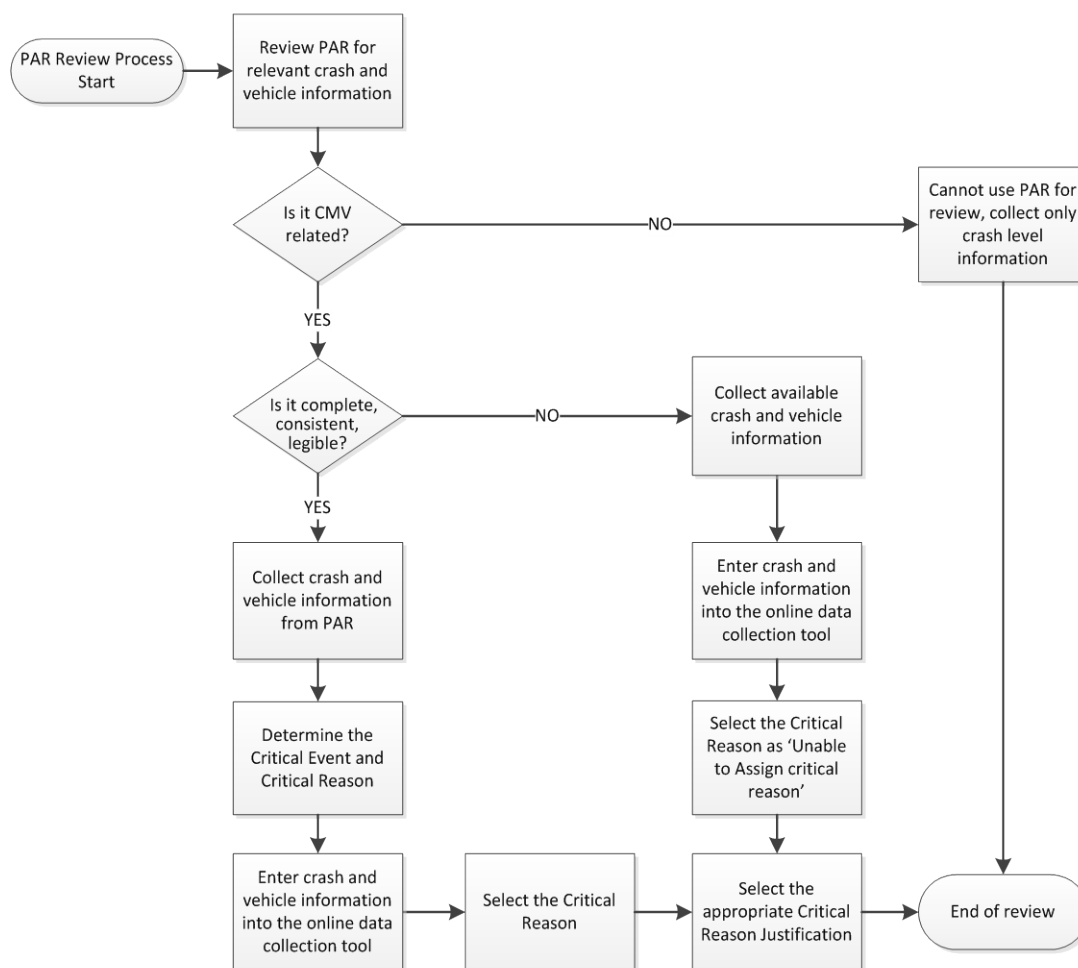 PAR Review Process
Start
Review PAR for
relevant crash and
vehicle information
Is it CMV
related?
NO
Cannot use PAR for
review, collect only
crash level
information
YES
Is it complete,
consistent,
legible?
NO
Collect available
crash and vehicle
information
YES
Collect crash and
vehicle information
from PAR
Enter crash and
vehicle information
into the online data
collection tool
Determine the
Critical Event and
Critical Reason
Select the Critical
Reason as ‘Unable
to Assign critical
reason’
Enter crash and
vehicle information
into the online data
collection tool
Select the Critical
Reason
Select the
appropriate Critical
Reason Justification
End of review